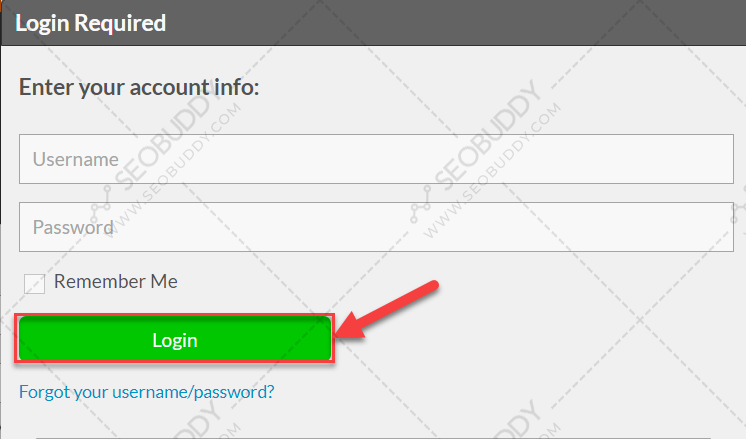 Login Required
Enter your account info:
Username
Password
Remember Me
Login
Forgot your username/password?
SEOBUDDY
WWW.SEOBUDDY.COM
SEOBUDDY
WWW.SEOBUDDY.COM